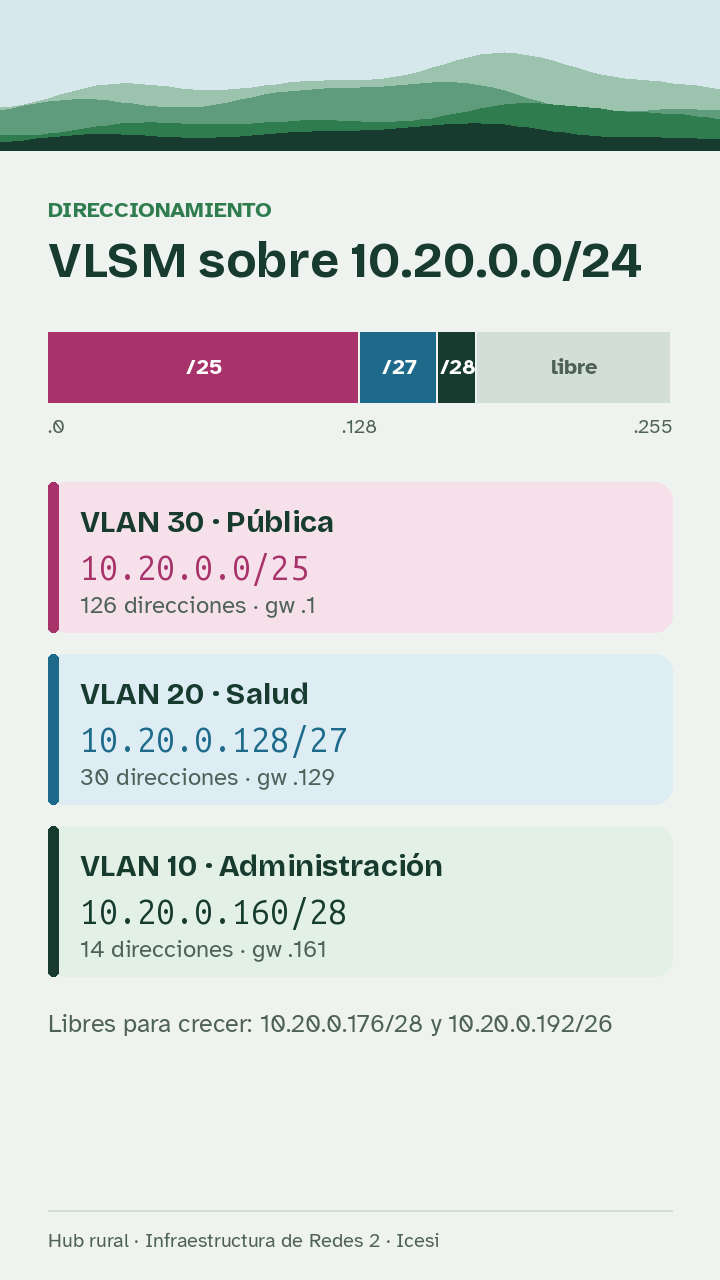 DIRECCIONAMIENTO
VLSM sobre 10.20.0.0/24
/25 /27 /28 libre
.0 .128 .255
VLAN 30 · Pública
10.20.0.0/25
126 direcciones · gw .1
VLAN 20 · Salud
10.20.0.128/27
30 direcciones · gw .129
VLAN 10 · Administración
10.20.0.160/28
14 direcciones · gw .161
Libres para crecer: 10.20.0.176/28 y 10.20.0.192/26
Hub rural · Infraestructura de Redes 2 · Icesi